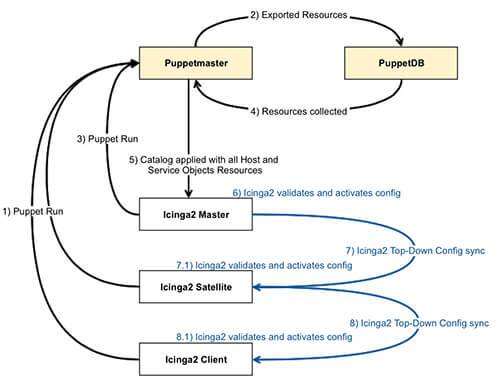 2) Exported Resources
Puppetmaster
PuppetDB
4) Resources collected
3) Puppet Run
5) Catalog applied with all Host and
Service Objects Resources
6) Icinga2 validates and activates config
1) Puppet Run
Icinga2 Master
7) Icinga2 Top-Down Config sync
7.1) Icinga2 validates and activates config
Icinga2 Satellite
8) Icinga2 Top-Down Config sync
8.1) Icinga2 validates and activates config
Icinga2 Client